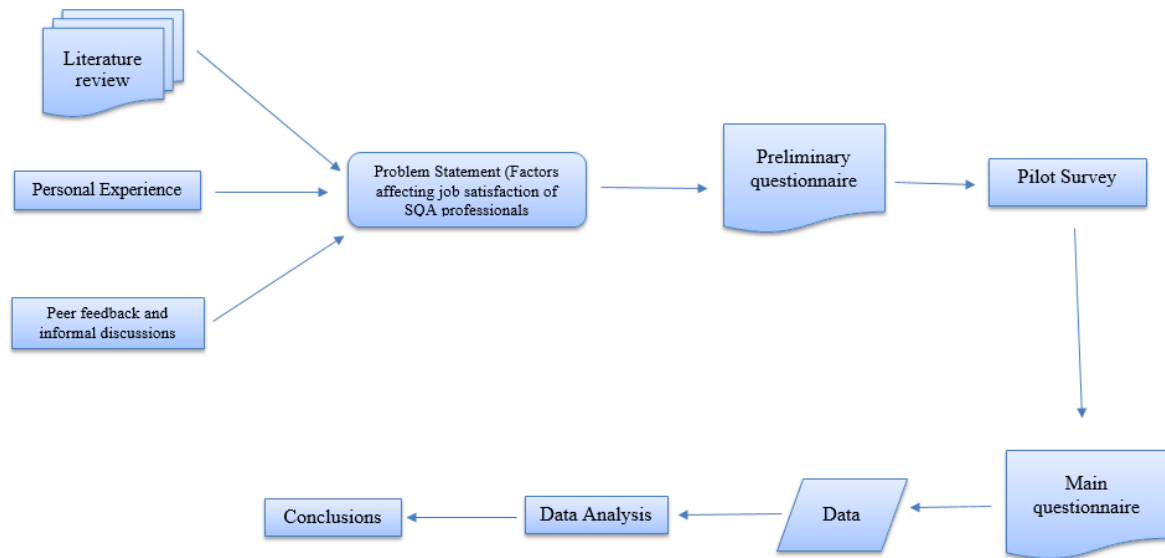 Literature
review
Personal Experience
Peer feedback and
informal discussions
Problem Statement (Factors
affecting job satisfaction of
SQA professionals
Preliminary
questionnaire
Pilot Survey
Main
questionnaire
Data
Data Analysis
Conclusions